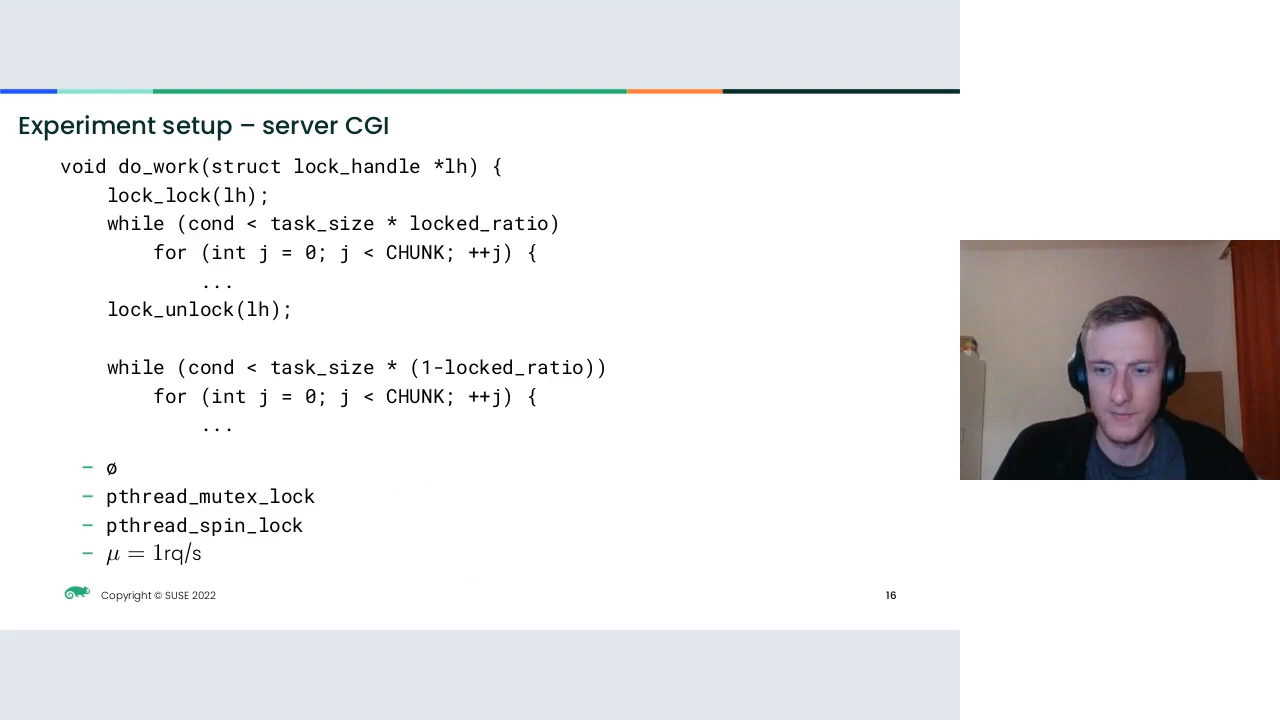 Experiment setup – server CGI
void do_work(struct lock_handle *lh) {
lock_lock(lh);
while (cond < task_size * locked_ratio)
for (int j = 0; j < CHUNK; ++j) {
...
lock_unlock(lh);
while (cond < task_size * (1-locked_ratio))
for (int j = 0; j < CHUNK; ++j) {
...
– ø
– pthread_mutex_lock
– pthread_spin_lock
– μ = 1rq/s
Copyright © SUSE 2022
16